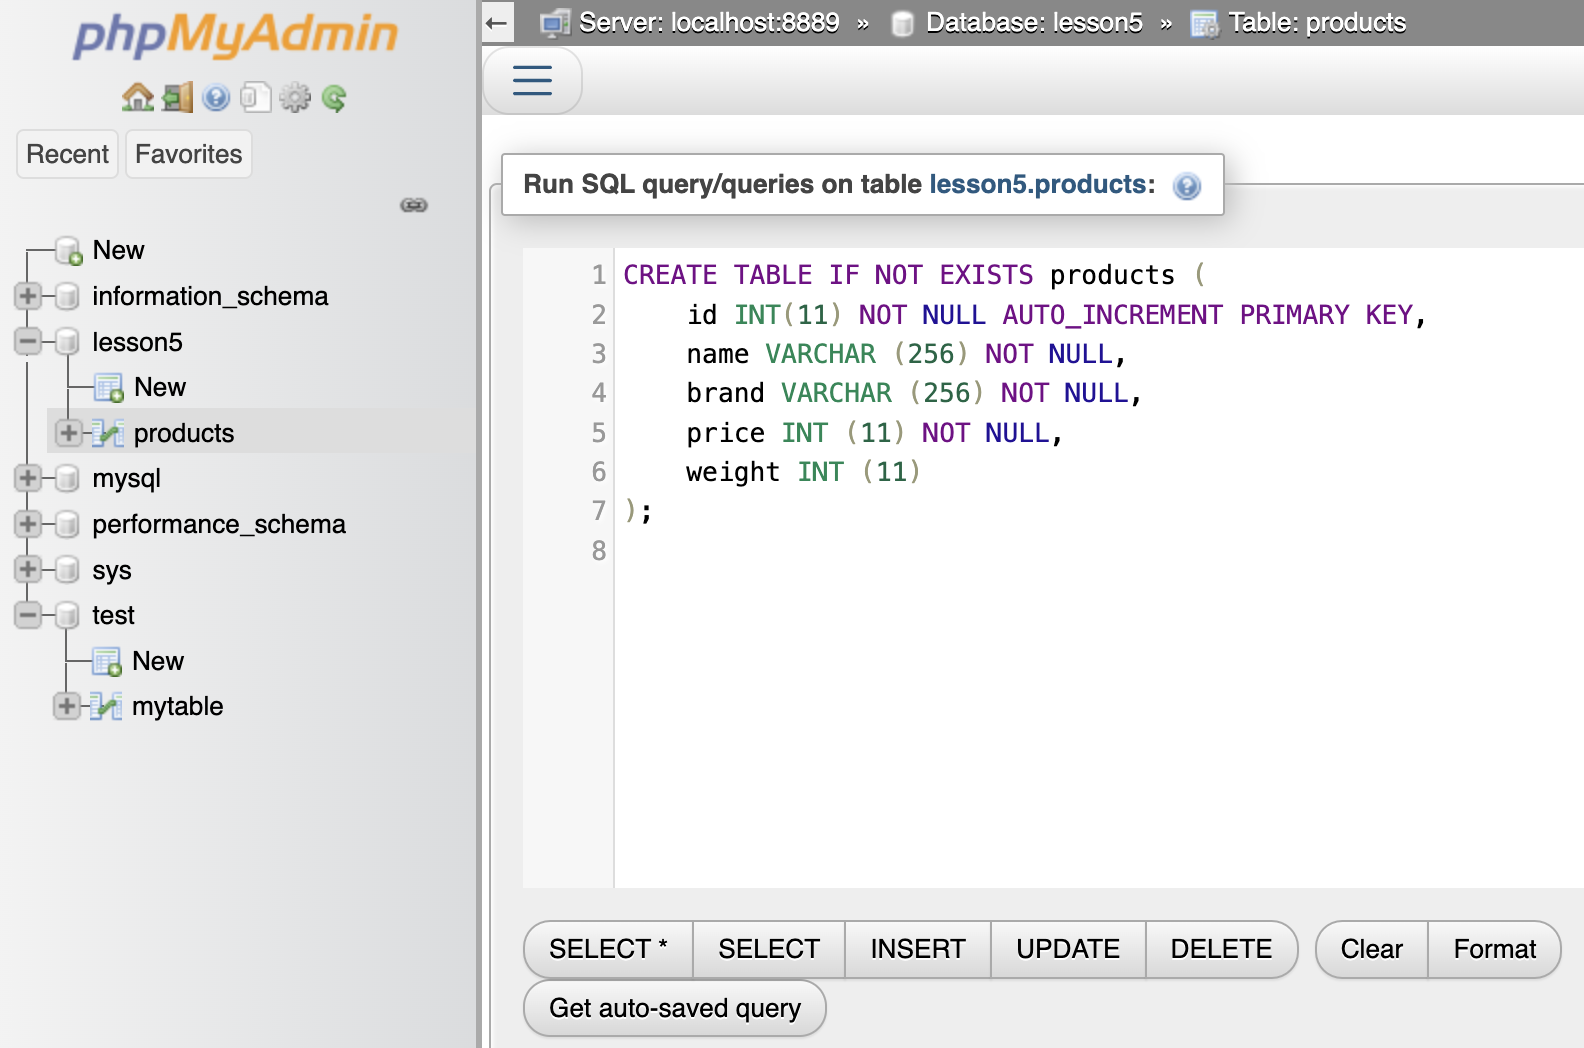 phpMyAdmin
Recent
Favorites
New
information_schema
lesson5
New
products
mysql
performance_schema
sys
test
New
mytable
Server: localhost:8889 » Database: lesson5 » Table: products
Run SQL query/queries on table lesson5.products:
1 CREATE TABLE IF NOT EXISTS products (
2     id INT(11) NOT NULL AUTO_INCREMENT PRIMARY KEY,
3     name VARCHAR (256) NOT NULL,
4     brand VARCHAR (256) NOT NULL,
5     price INT (11) NOT NULL,
6     weight INT (11)
7 );
8
SELECT * SELECT INSERT UPDATE DELETE Clear Format
Get auto-saved query